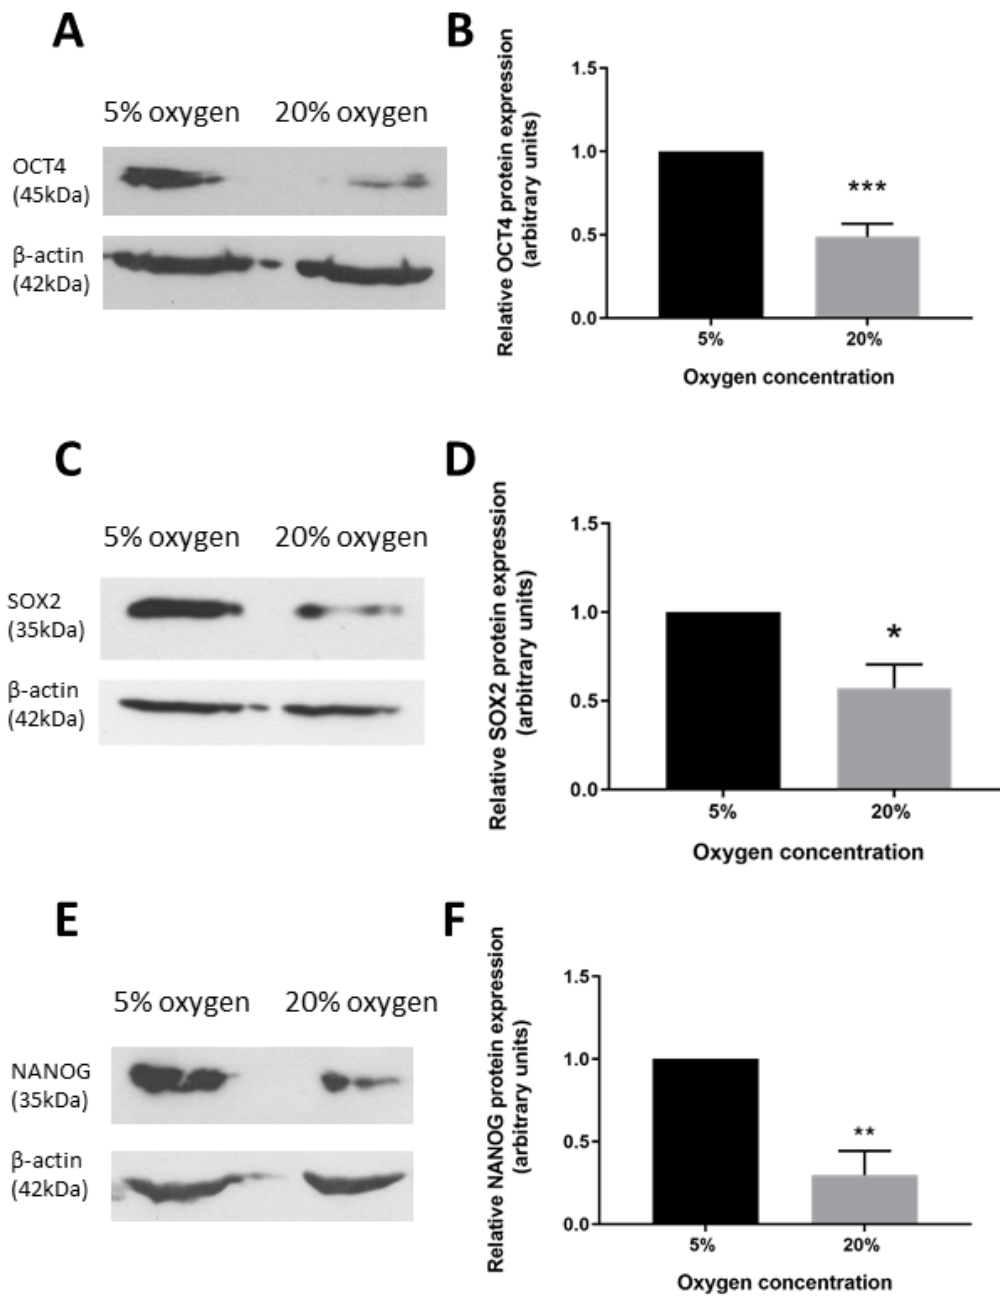 A
5% oxygen 20% oxygen
OCT4
(45kDa)
β-actin
(42kDa)
B
Relative OCT4 protein expression
(arbitrary units)
1.5
1.0
0.5
0.0
***
5% 20%
Oxygen concentration
C
5% oxygen 20% oxygen
SOX2
(35kDa)
β-actin
(42kDa)
D
Relative SOX2 protein expression
(arbitrary units)
1.5
1.0
0.5
0.0
*
5% 20%
Oxygen concentration
E
5% oxygen 20% oxygen
NANOG
(35kDa)
β-actin
(42kDa)
F
Relative NANOG protein expression
(arbitrary units)
1.5
1.0
0.5
0.0
**
5% 20%
Oxygen concentration